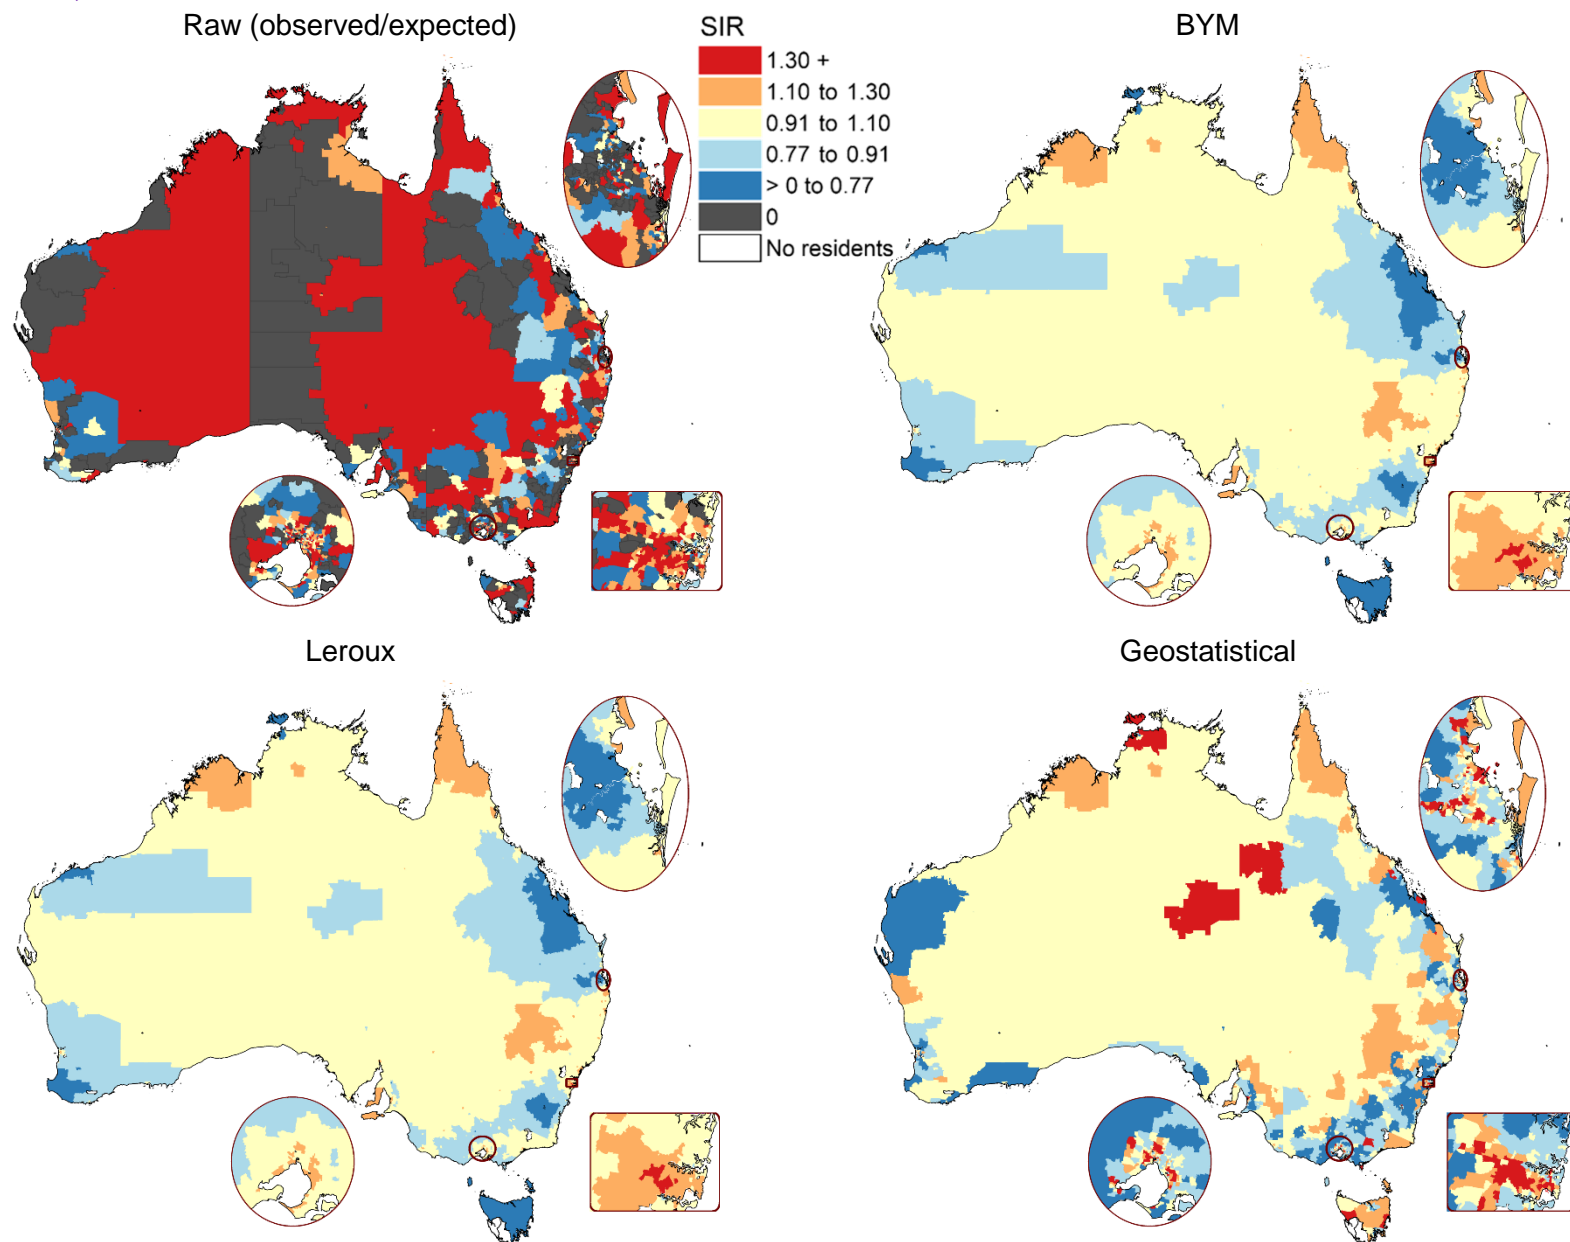 Raw (observed/expected)
SIR
1.30 +
1.10 to 1.30
0.91 to 1.10
0.77 to 0.91
> 0 to 0.77
0
No residents
BYM
Leroux
Geostatistical